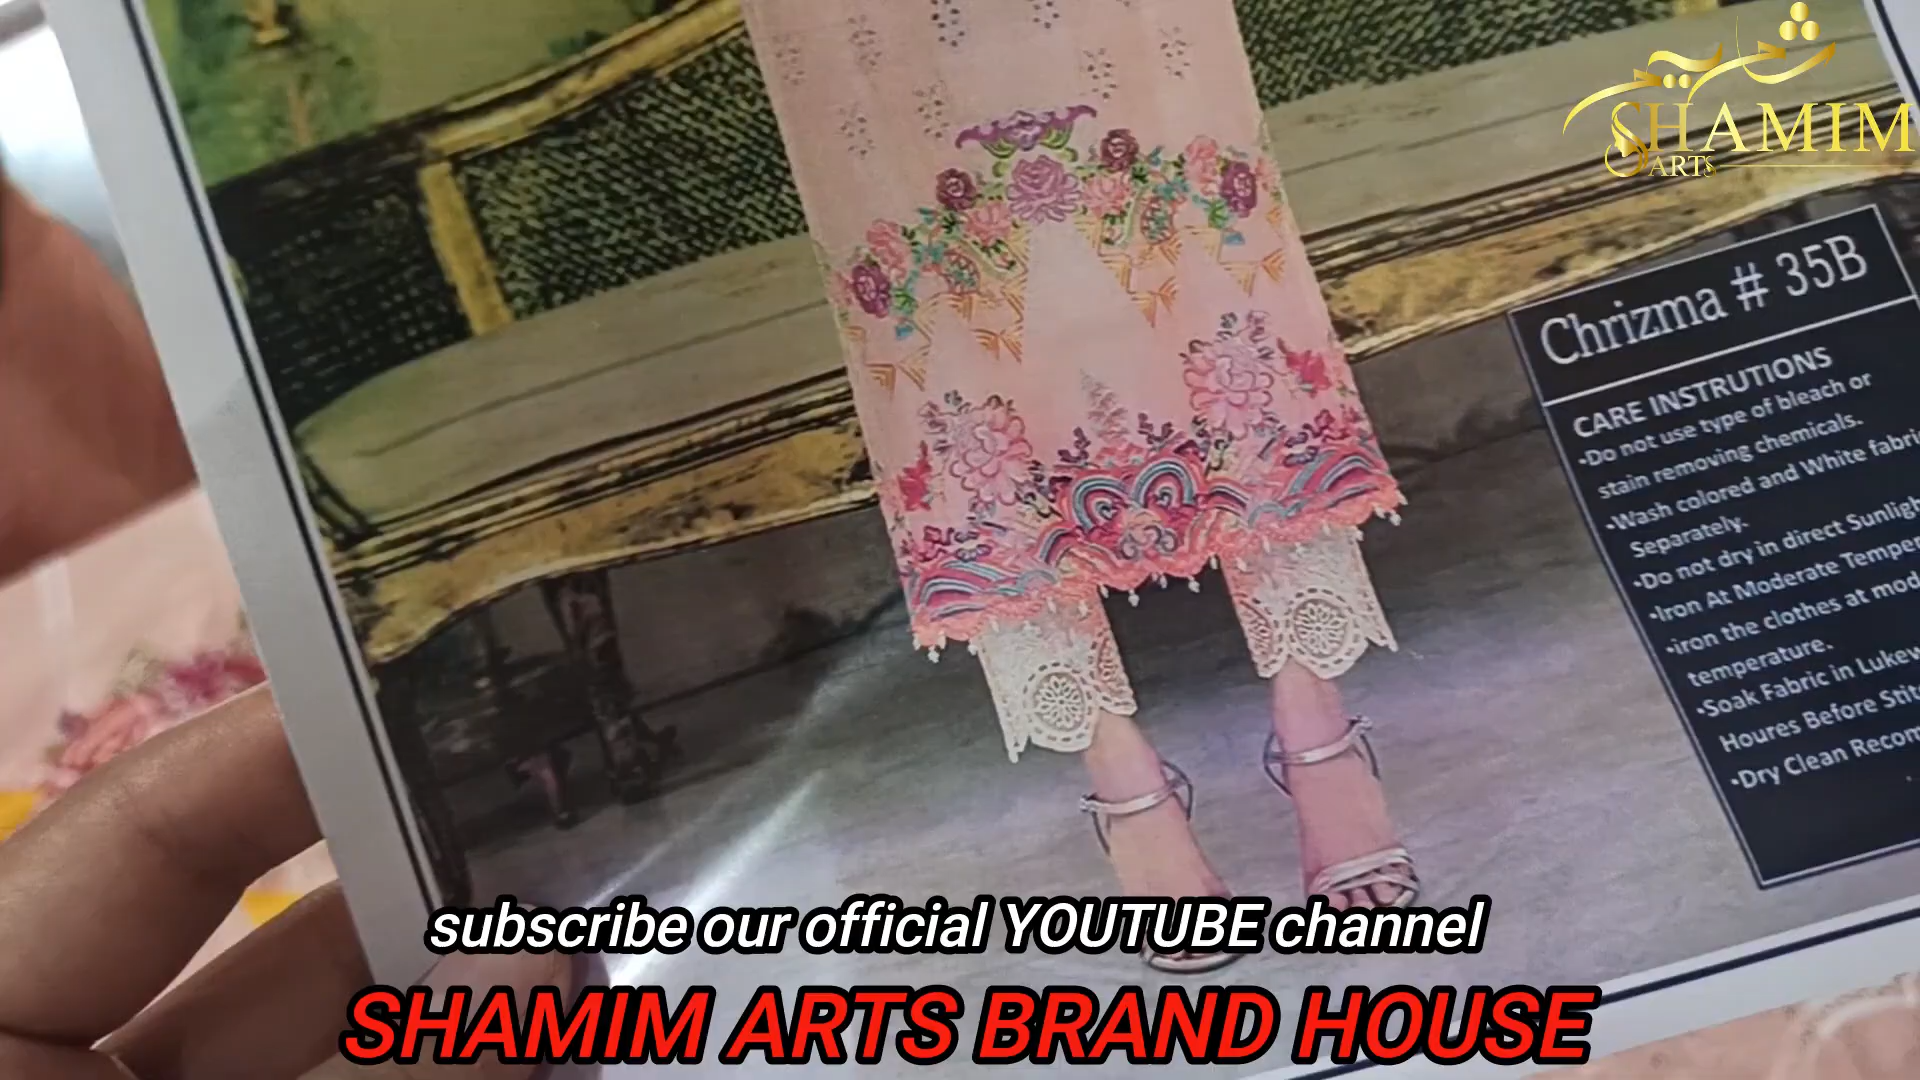 SHAMIM
ARTS
Chrizma # 35B
CARE INSTRUTIONS
•Do not use type of bleach or
stain removing chemicals.
•Wash colored and White fabri
Separately.
•Do not dry in direct Sunligh
•Iron At Moderate Temper
•iron the clothes at mod
temperature.
•Soak Fabric in Lukew
Houres Before Stit
•Dry Clean Recom
subscribe our official YOUTUBE channel
SHAMIM ARTS BRAND HOUSE